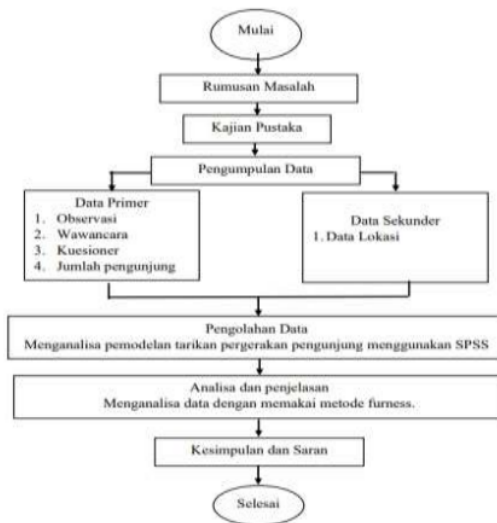 Mulai
Rumusan Masalah
Kajian Pustaka
Pengumpulan Data
Data Primer
1. Observasi
2. Wawancara
3. Kuesioner
4. Jumlah pengunjung
Data Sekunder
1. Data Lokasi
Pengolahan Data
Menganalisa pemodelan tarikan pergerakan pengunjung menggunakan SPSS
Analisa dan penjelasan
Menganalisa data dengan memakai metode furness.
Kesimpulan dan Saran
Selesai